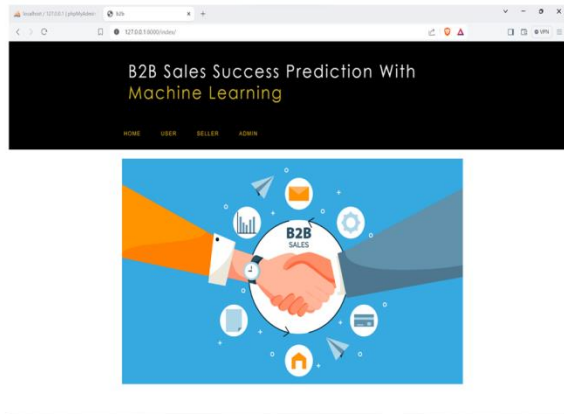 localhost / 127.0.0.1 | phpMyAdmin
b2b
127.0.0.1:8000/index/
VPN
B2B Sales Success Prediction With
Machine Learning
HOME USER SELLER ADMIN
B2B
SALES